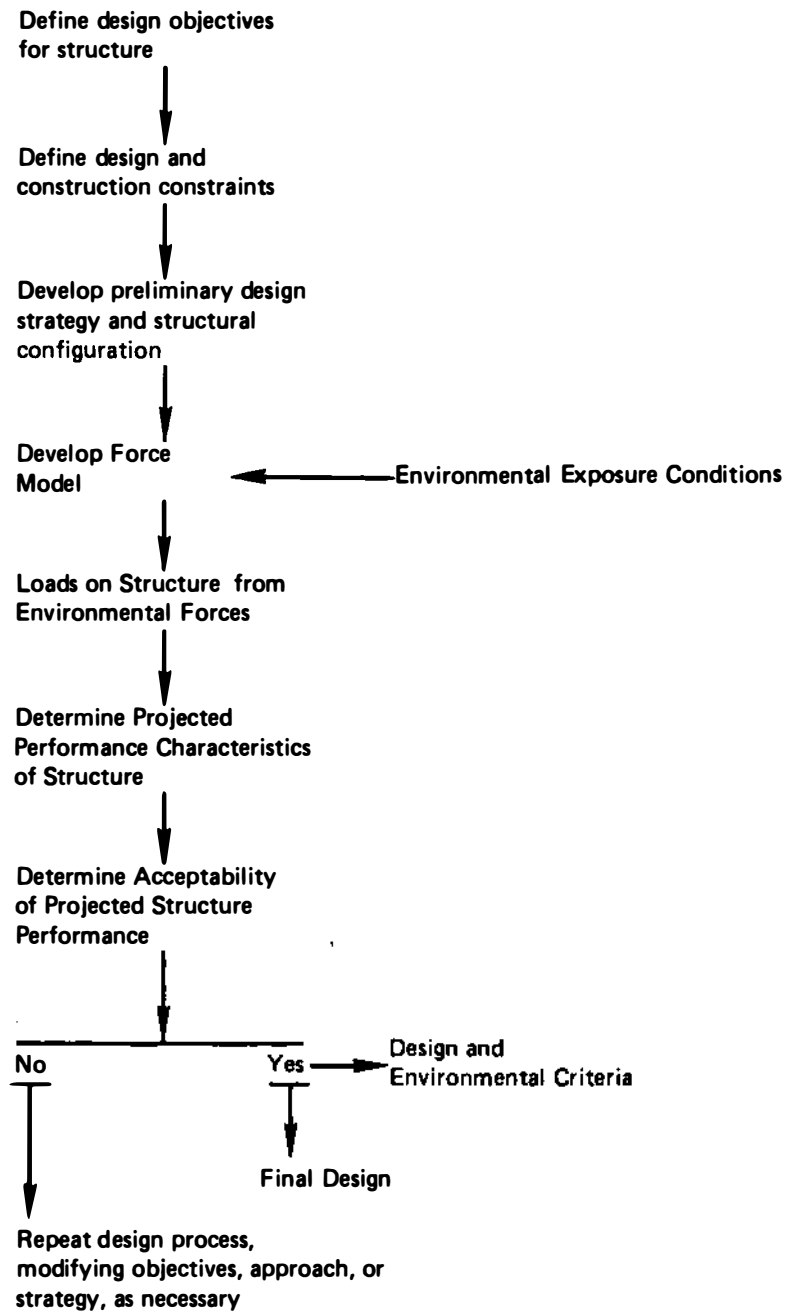 Define design objectives
for structure
Define design and
construction constraints
Develop preliminary design
strategy and structural
configuration
Develop Force
Model
Environmental Exposure Conditions
Loads on Structure from
Environmental Forces
Determine Projected
Performance Characteristics
of Structure
Determine Acceptability
of Projected Structure
Performance
No
Yes
Design and
Environmental Criteria
Final Design
Repeat design process,
modifying objectives, approach, or
strategy, as necessary